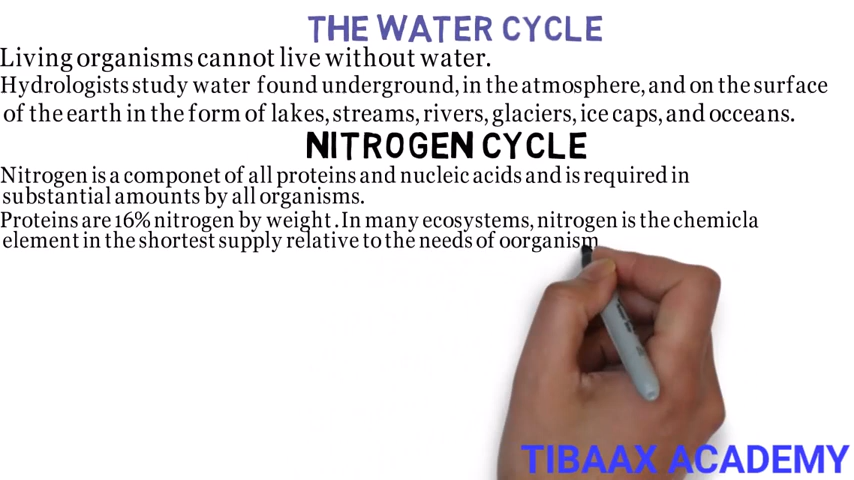 THE WATER CYCLE
Living organisms cannot live without water.
Hydrologists study water found underground, in the atmosphere, and on the surface
of the earth in the form of lakes, streams, rivers, glaciers, ice caps, and occeans.
NITROGEN CYCLE
Nitrogen is a componet of all proteins and nucleic acids and is required in
substantial amounts by all organisms.
Proteins are 16% nitrogen by weight. In many ecosystems, nitrogen is the chemicla
element in the shortest supply relative to the needs of oorganism
TIBAAX ACADEMY